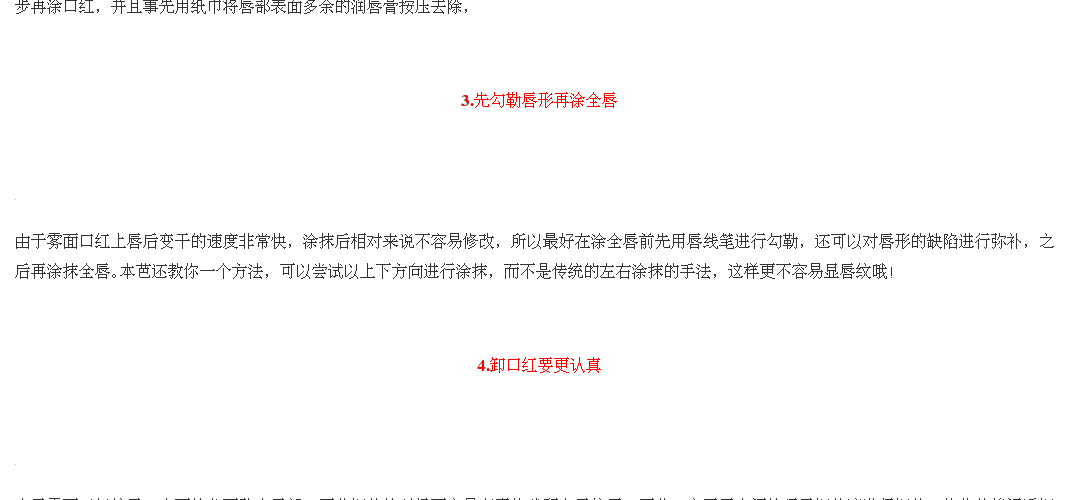 步再涂口红，并且事先用纸巾将唇部表面多余的润唇膏按压去除，
3.先勾勒唇形再涂全唇
由于雾面口红上唇后变干的速度非常快，涂抹后相对来说不容易修改，所以最好在涂全唇前先用唇线笔进行勾勒，还可以对唇形的缺陷进行弥补，之
后再涂抹全唇。本芭还教你一个方法，可以尝试以上下方向进行涂抹，而不是传统的左右涂抹的手法，这样更不容易显唇纹哦！
4.卸口红要更认真